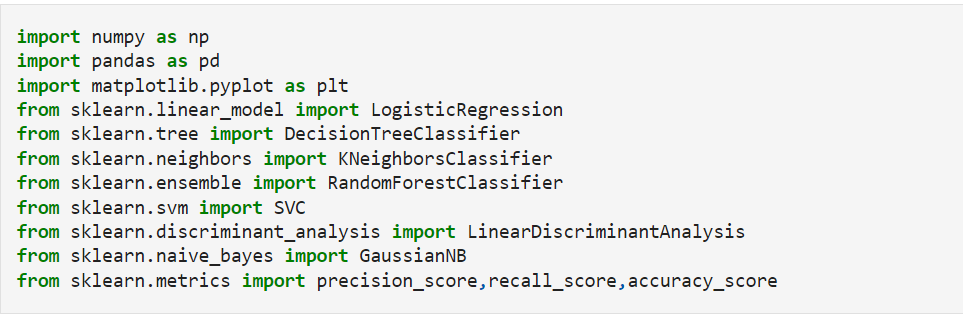 import numpy as np
import pandas as pd
import matplotlib.pyplot as plt
from sklearn.linear_model import LogisticRegression
from sklearn.tree import DecisionTreeClassifier
from sklearn.neighbors import KNeighborsClassifier
from sklearn.ensemble import RandomForestClassifier
from sklearn.svm import SVC
from sklearn.discriminant_analysis import LinearDiscriminantAnalysis
from sklearn.naive_bayes import GaussianNB
from sklearn.metrics import precision_score,recall_score,accuracy_score